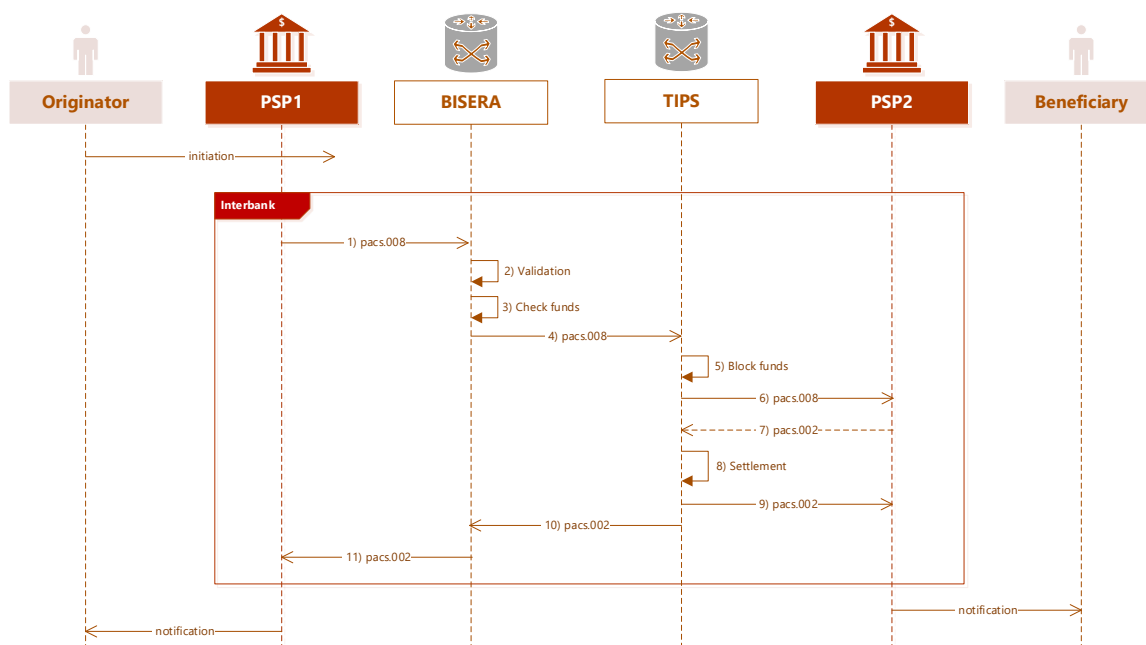 $
$
Originator
PSP1
BISERA
TIPS
PSP2
Beneficiary
initiation
Interbank
1) pacs.008
2) Validation
3) Check funds
4) pacs.008
5) Block funds
6) pacs.008
7) pacs.002
8) Settlement
9) pacs.002
10) pacs.002
11) pacs.002
notification
notification